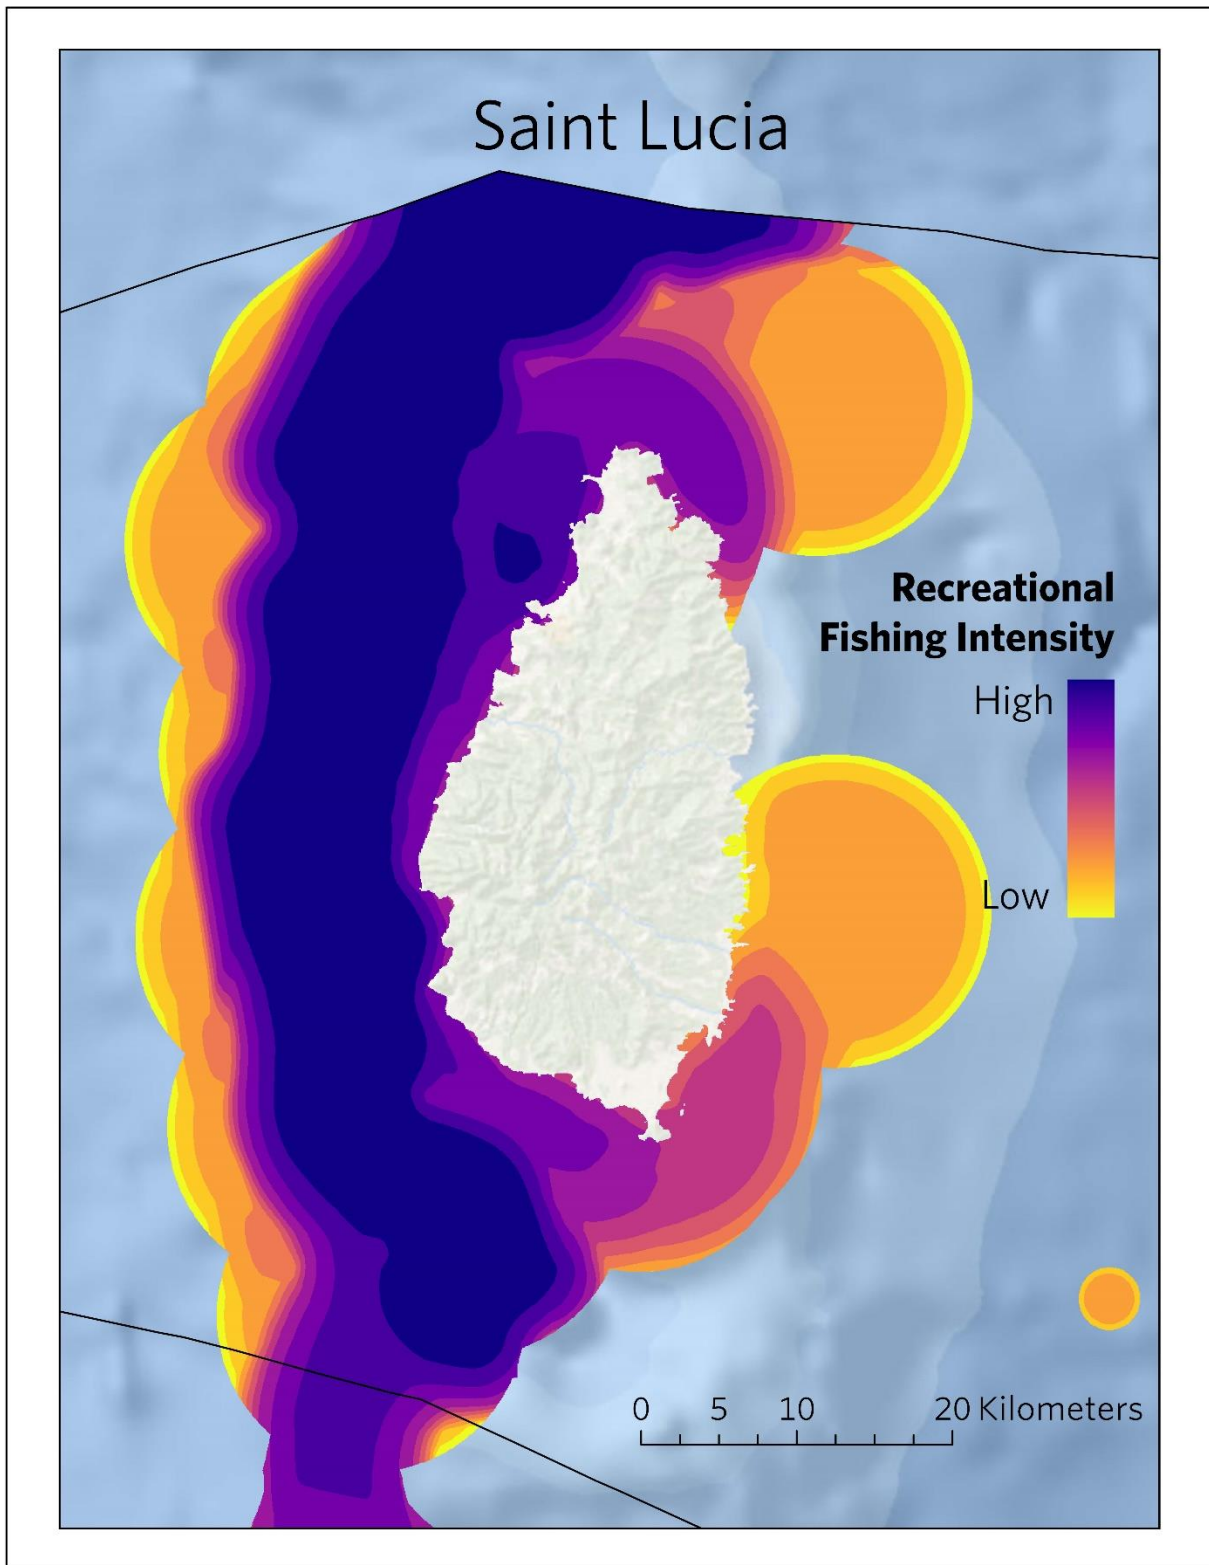 Saint Lucia
Recreational
Fishing Intensity
High
Low
0 5 10 20 Kilometers